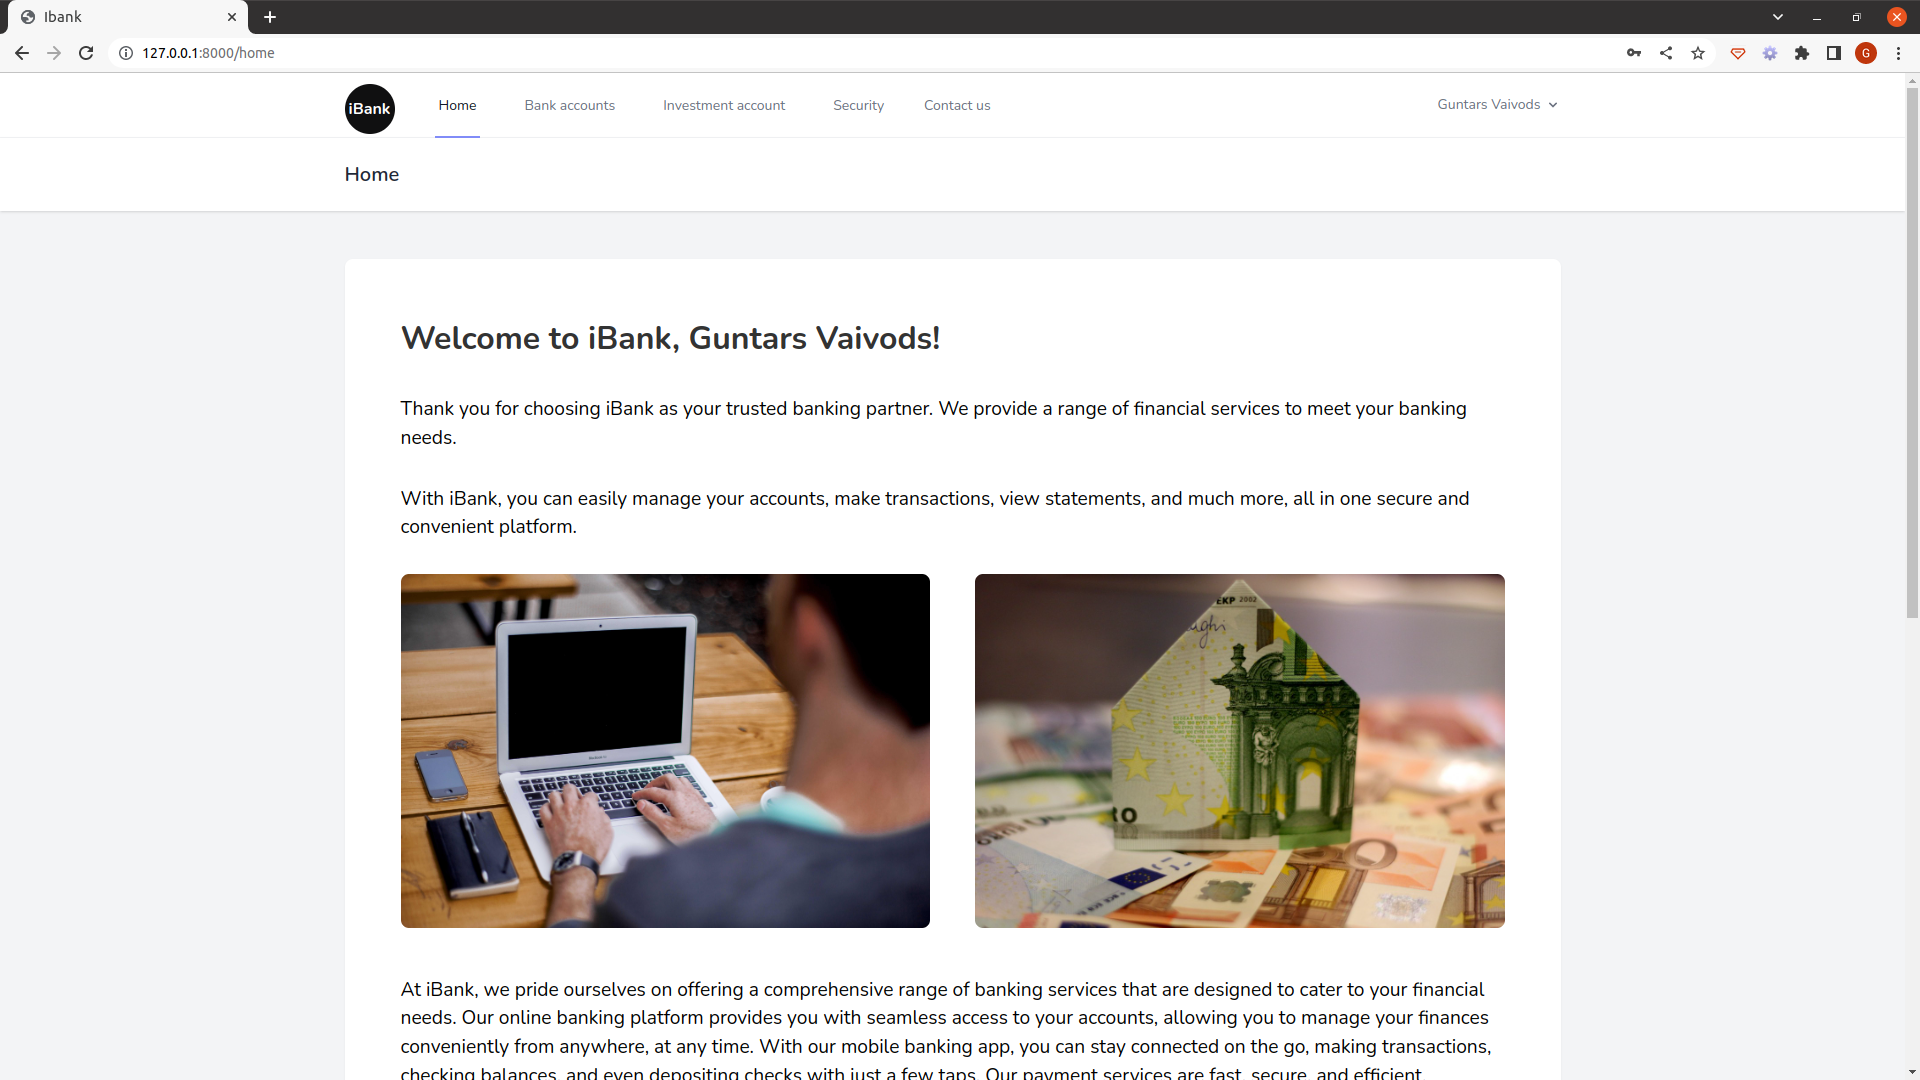 Ibank
127.0.0.1:8000/home
G
iBank
Home
Bank accounts
Investment account
Security
Contact us
Guntars Vaivods
Home
Welcome to iBank, Guntars Vaivods!
Thank you for choosing iBank as your trusted banking partner. We provide a range of financial services to meet your banking
needs.
With iBank, you can easily manage your accounts, make transactions, view statements, and much more, all in one secure and
convenient platform.
EKP 2002
At iBank, we pride ourselves on offering a comprehensive range of banking services that are designed to cater to your financial
needs. Our online banking platform provides you with seamless access to your accounts, allowing you to manage your finances
conveniently from anywhere, at any time. With our mobile banking app, you can stay connected on the go, making transactions,
checking balances, and even depositing checks with just a few taps. Our payment services are fast, secure, and efficient,